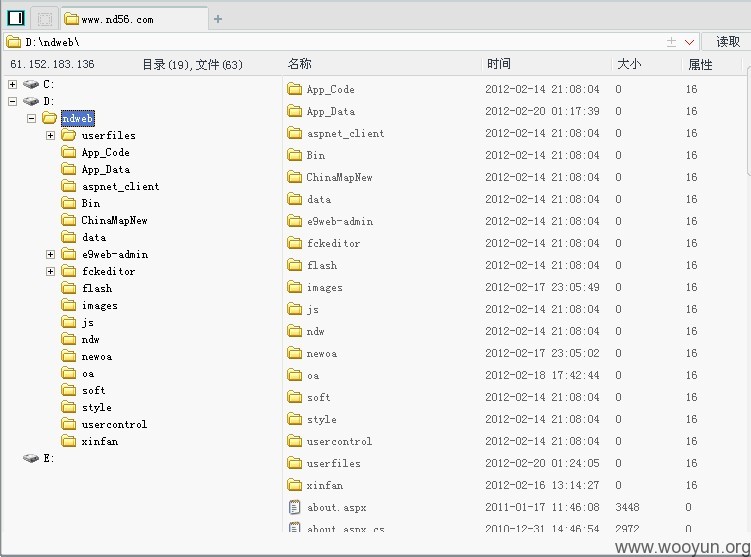 www.nd56.com
D:\ndweb\
读取
61.152.183.136 目录(19),文件(63)
名称 时间 大小 属性
C:
D:
ndweb
userfiles
App_Code
App_Data
aspnet_client
Bin
ChinaMapNew
data
e9web-admin
fckeditor
flash
images
js
ndw
newoa
oa
soft
style
usercontrol
xinfan
E:
App_Code 2012-02-14 21:08:04 0 16
App_Data 2012-02-20 01:17:39 0 16
aspnet_client 2012-02-14 21:08:04 0 16
Bin 2012-02-14 21:08:04 0 16
ChinaMapNew 2012-02-14 21:08:04 0 16
data 2012-02-14 21:08:04 0 16
e9web-admin 2012-02-14 21:08:04 0 16
fckeditor 2012-02-14 21:08:04 0 16
flash 2012-02-14 21:08:04 0 16
images 2012-02-17 23:05:49 0 16
js 2012-02-14 21:08:04 0 16
ndw 2012-02-14 21:08:04 0 16
newoa 2012-02-17 23:05:02 0 16
oa 2012-02-18 17:42:44 0 16
soft 2012-02-14 21:08:04 0 16
style 2012-02-14 21:08:04 0 16
usercontrol 2012-02-14 21:08:04 0 16
userfiles 2012-02-20 01:24:05 0 16
xinfan 2012-02-16 13:14:27 0 16
about.aspx 2011-01-17 11:46:08 3448 0
about.aspx.cs 2010-12-31 14:46:54 2972 0
www.wooyun.org